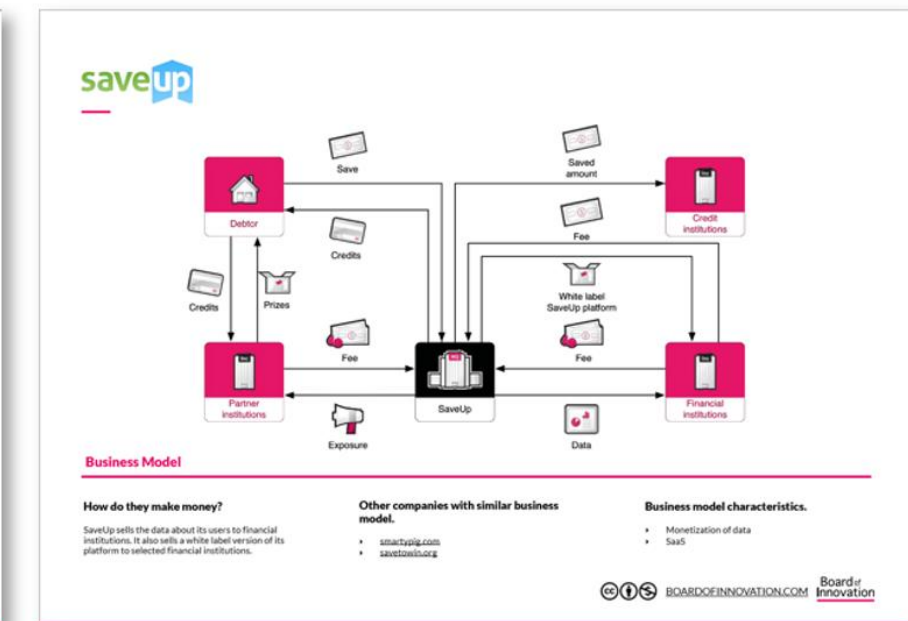 saveup
Save
Saved
amount
Debtor
Credit
institutions
Fee
Credits
Credits
Prizes
White label
SaveUp platform
Fee
Fee
Partner
institutions
SaveUp
Financial
institutions
Exposure
Data
Business Model
How do they make money?
SaveUp sells the data about its users to financial
institutions. It also sells a white label version of its
platform to selected financial institutions.
Other companies with similar business
model.
smartypig.com
savetowin.org
Business model characteristics.
Monetization of data
SaaS
BOARDOFINNOVATION.COM
Board of
Innovation